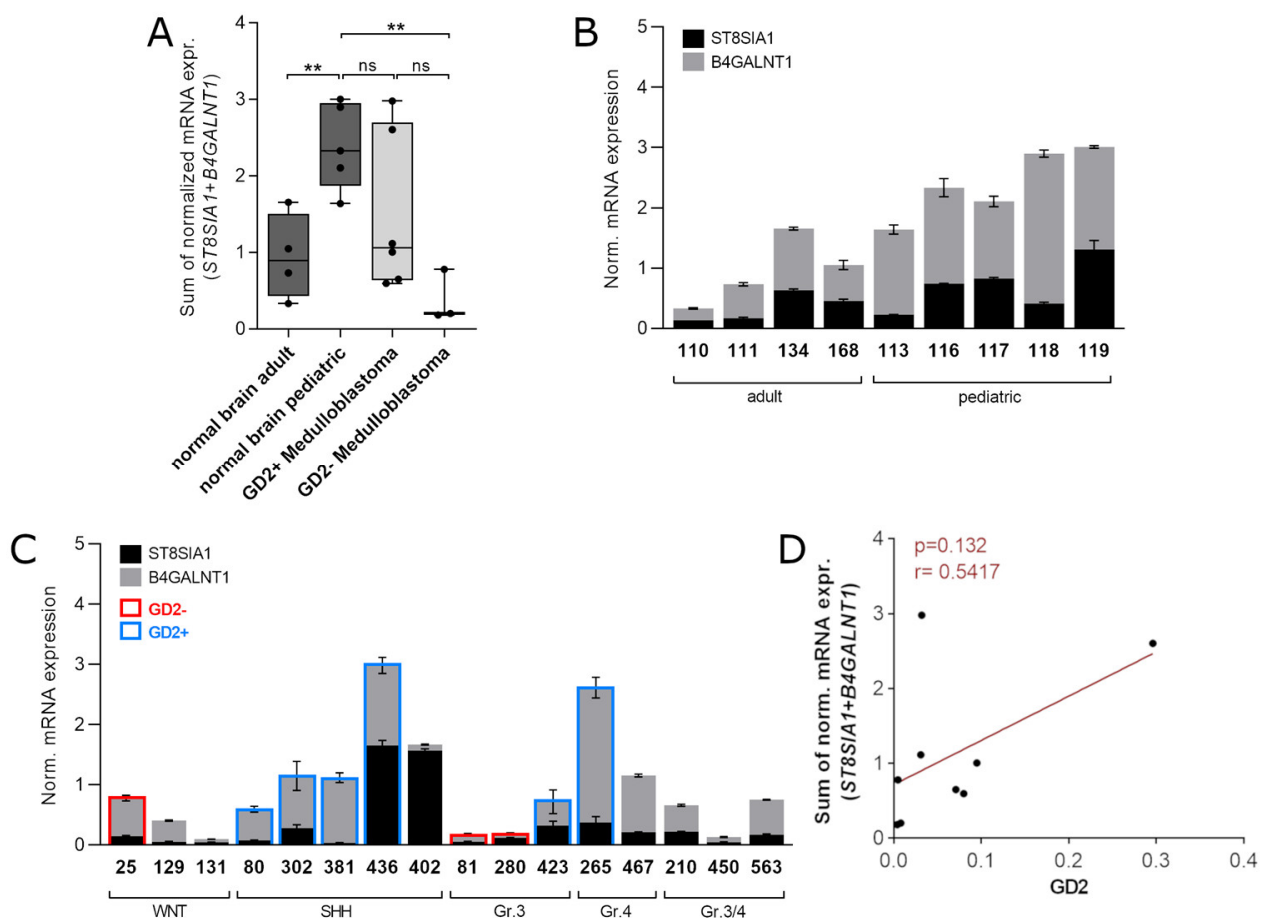 A
Sum of normalized mRNA expr.
(ST8SIA1+B4GALNT1)
4
3
2
1
0
**
**
ns
ns
normal brain adult
normal brain pediatric
GD2+ Medulloblastoma
GD2- Medulloblastoma
B
Norm. mRNA expression
5
4
3
2
1
0
ST8SIA1
B4GALNT1
110 111 134 168 113 116 117 118 119
adult pediatric
C
Norm. mRNA expression
5
4
3
2
1
0
ST8SIA1
B4GALNT1
GD2-
GD2+
25 129 131 80 302 381 436 402 81 280 423 265 467 210 450 563
WNT SHH Gr.3 Gr.4 Gr.3/4
D
Sum of norm. mRNA expr.
(ST8SIA1+B4GALNT1)
4
3
2
1
0
p=0.132
r= 0.5417
0.0 0.1 0.2 0.3 0.4
GD2